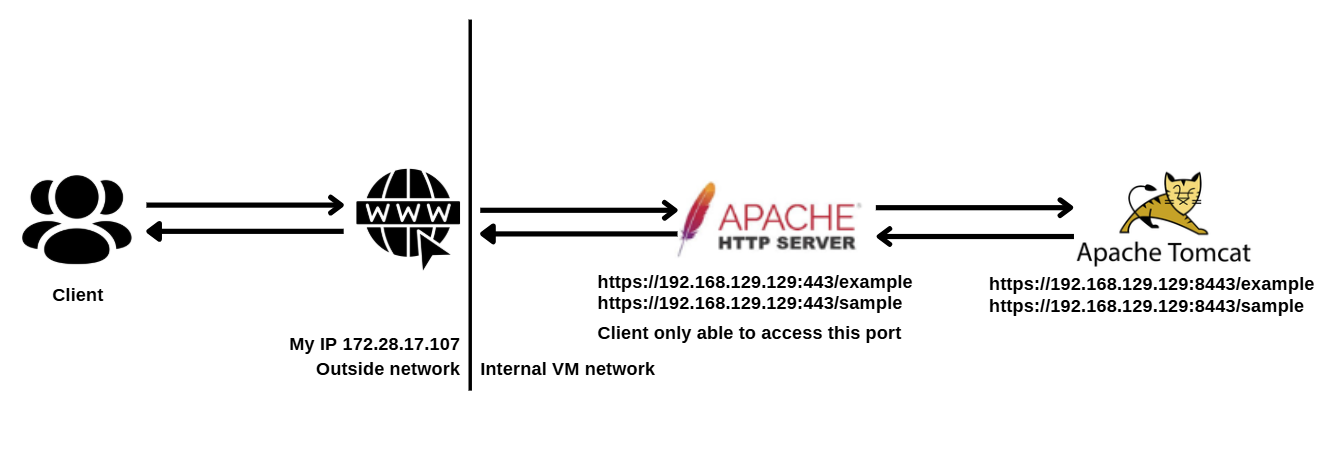 WWW
APACHE
HTTP SERVER
Apache Tomcat
https://192.168.129.129:443/example
https://192.168.129.129:443/sample
Client only able to access this port
https://192.168.129.129:8443/example
https://192.168.129.129:8443/sample
Client
My IP 172.28.17.107
Outside network
Internal VM network